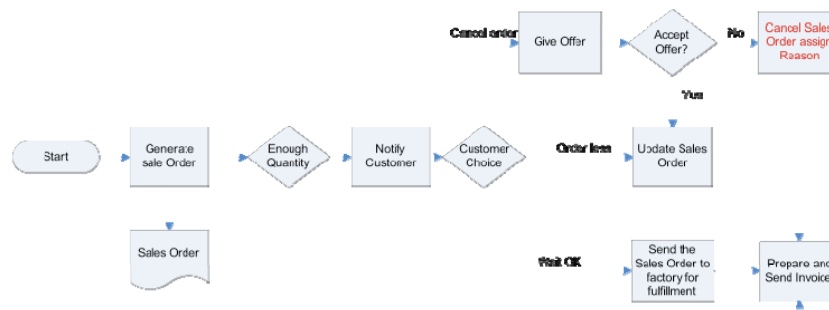 Cancel order
Give Offer
Accept
Offer?
No
Cancel Sales
Order assign
Reason
Yes
Start
Generate
sale Order
Enough
Quantity
Notify
Customer
Customer
Choice
Order less
Update Sales
Order
Sales Order
Wait OK
Send the
Sales Order to
factory for
fulfillment
Prepare and
Send Invoice